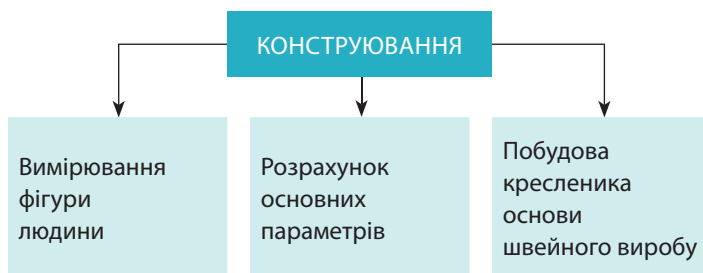 КОНСТРУЮВАННЯ
Вимірювання
фігури
людини
Розрахунок
основних
параметрів
Побудова
кресленика
основи
швейного виробу